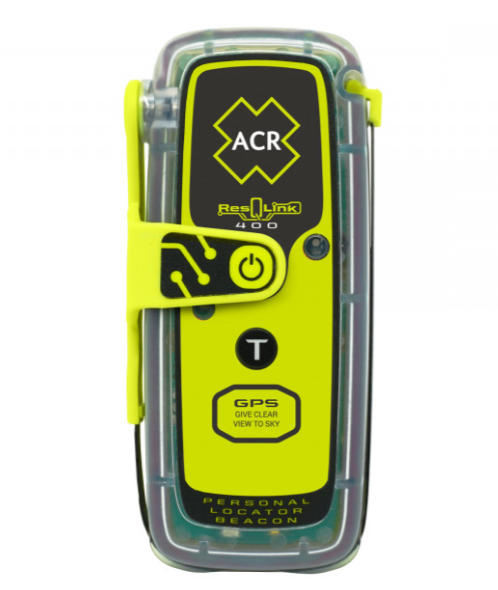 ACR
ResQLink
400
T
GPS
GIVE CLEAR
VIEW TO SKY
PERSONAL
LOCATOR
BEACON